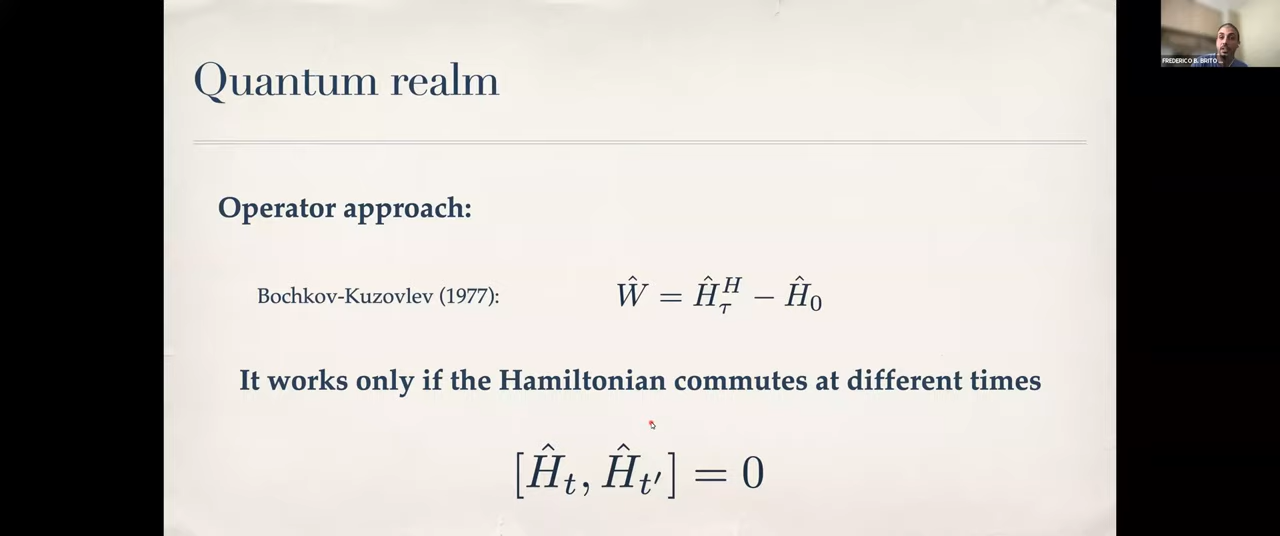 Quantum realm
FREDERICO B. BRITO ...
Operator approach:
Bochkov-Kuzovlev (1977): Ŵ = Ĥ_τ^H − Ĥ_0
It works only if the Hamiltonian commutes at different times
[Ĥ_t, Ĥ_t′] = 0